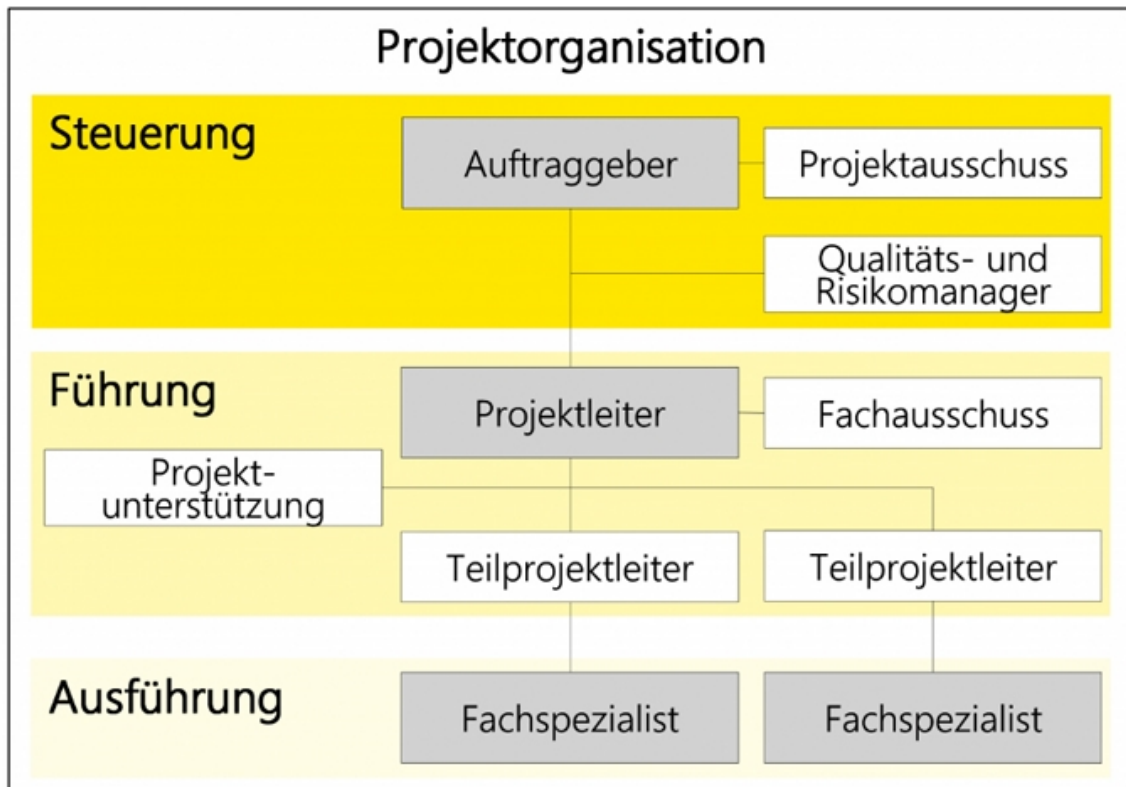 Projektorganisation
Steuerung
Auftraggeber
Projektausschuss
Qualitäts- und
Risikomanager
Führung
Projektleiter
Fachausschuss
Projekt-
unterstützung
Teilprojektleiter
Teilprojektleiter
Ausführung
Fachspezialist
Fachspezialist